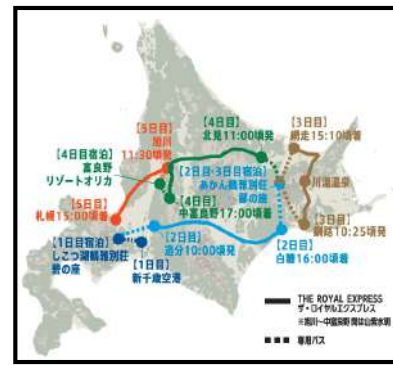 【3日目】
網走15:10頃着
【4日目】
北見11:00頃発
【5日目】
旭川
11:30頃発
【4日目宿泊】
富良野
リゾートオリカ
【2日目・3日目宿泊】
あかん鶴雅別荘
鄙の座
川湯温泉
【4日目】
中富良野17:00頃着
【5日目】
札幌15:00頃着
【3日目】
釧路10:25頃発
【1日目宿泊】
しこつ湖鶴雅別荘
碧の座
【2日目】
追分10:00頃発
【2日目】
白糠16:00頃着
【1日目】
新千歳空港
THE ROYAL EXPRESS
ザ・ロイヤルエクスプレス
※旭川〜中富良野間は山紫水明
専用バス